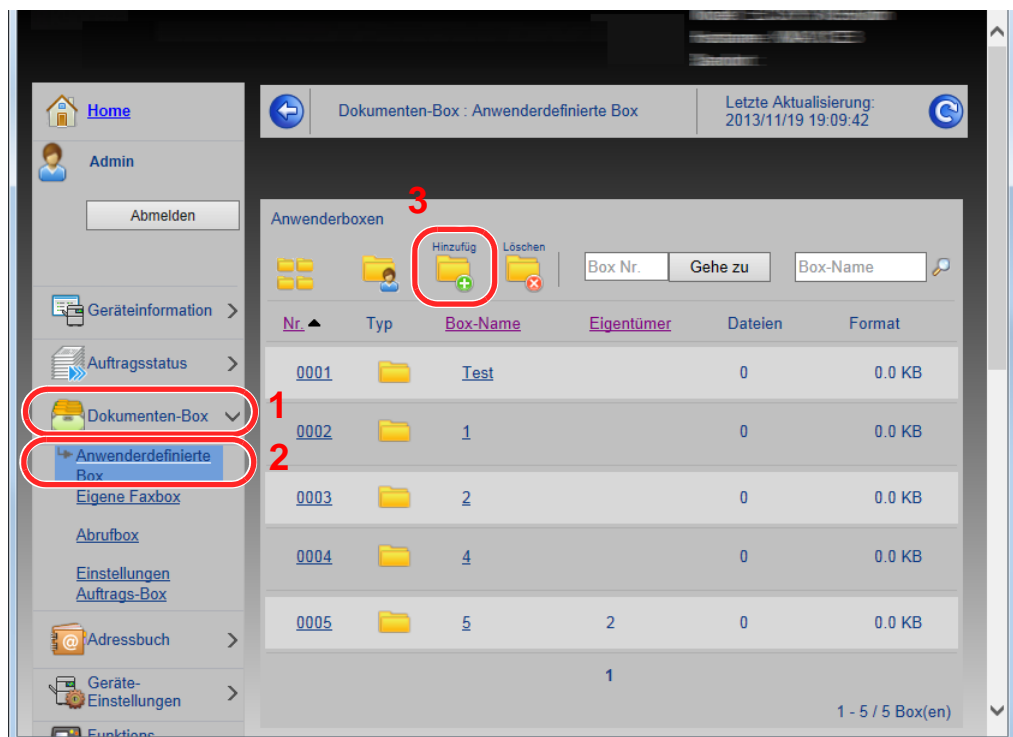 Home
Admin
Abmelden
Geräteinformation
Auftragsstatus
Dokumenten-Box
1
Anwenderdefinierte
Box
2
Eigene Faxbox
Abrufbox
Einstellungen
Auftrags-Box
Adressbuch
Geräte-
Einstellungen
Funktions
Dokumenten-Box : Anwenderdefinierte Box
Letzte Aktualisierung:
2013/11/19 19:09:42
3
Anwenderboxen
Hinzufüg Löschen
Box Nr. Gehe zu Box-Name
Nr. Typ Box-Name Eigentümer Dateien Format
0001 Test 0 0.0 KB
0002 1 0 0.0 KB
0003 2 0 0.0 KB
0004 4 0 0.0 KB
0005 5 2 0 0.0 KB
1
1 - 5 / 5 Box(en)